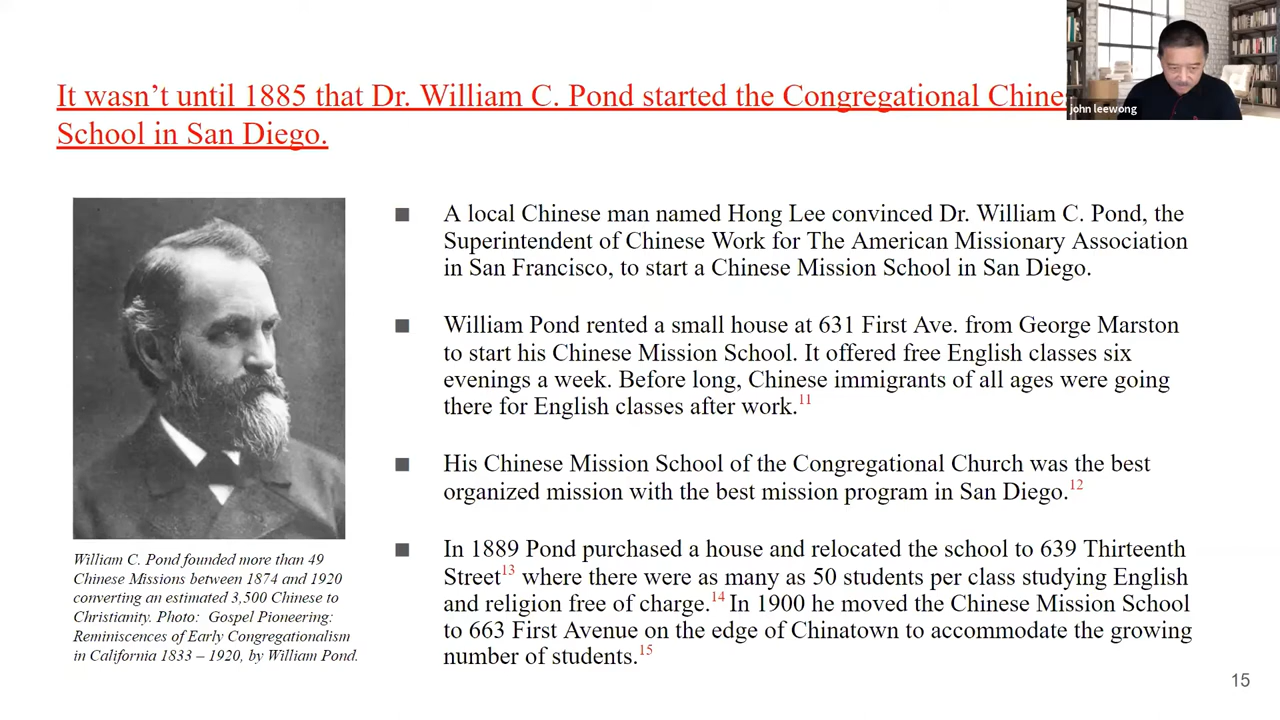 It wasn’t until 1885 that Dr. William C. Pond started the Congregational
School in San Diego.
john leewong
A local Chinese man named Hong Lee convinced Dr. William C. Pond, the
Superintendent of Chinese Work for The American Missionary Association
in San Francisco, to start a Chinese Mission School in San Diego.
William Pond rented a small house at 631 First Ave. from George Marston
to start his Chinese Mission School. It offered free English classes six
evenings a week. Before long, Chinese immigrants of all ages were going
there for English classes after work.11
His Chinese Mission School of the Congregational Church was the best
organized mission with the best mission program in San Diego.12
In 1889 Pond purchased a house and relocated the school to 639 Thirteenth
Street13 where there were as many as 50 students per class studying English
and religion free of charge.14 In 1900 he moved the Chinese Mission School
to 663 First Avenue on the edge of Chinatown to accommodate the growing
number of students.15
William C. Pond founded more than 49
Chinese Missions between 1874 and 1920
converting an estimated 3,500 Chinese to
Christianity. Photo: Gospel Pioneering:
Reminiscences of Early Congregationalism
in California 1833 – 1920, by William Pond.
15